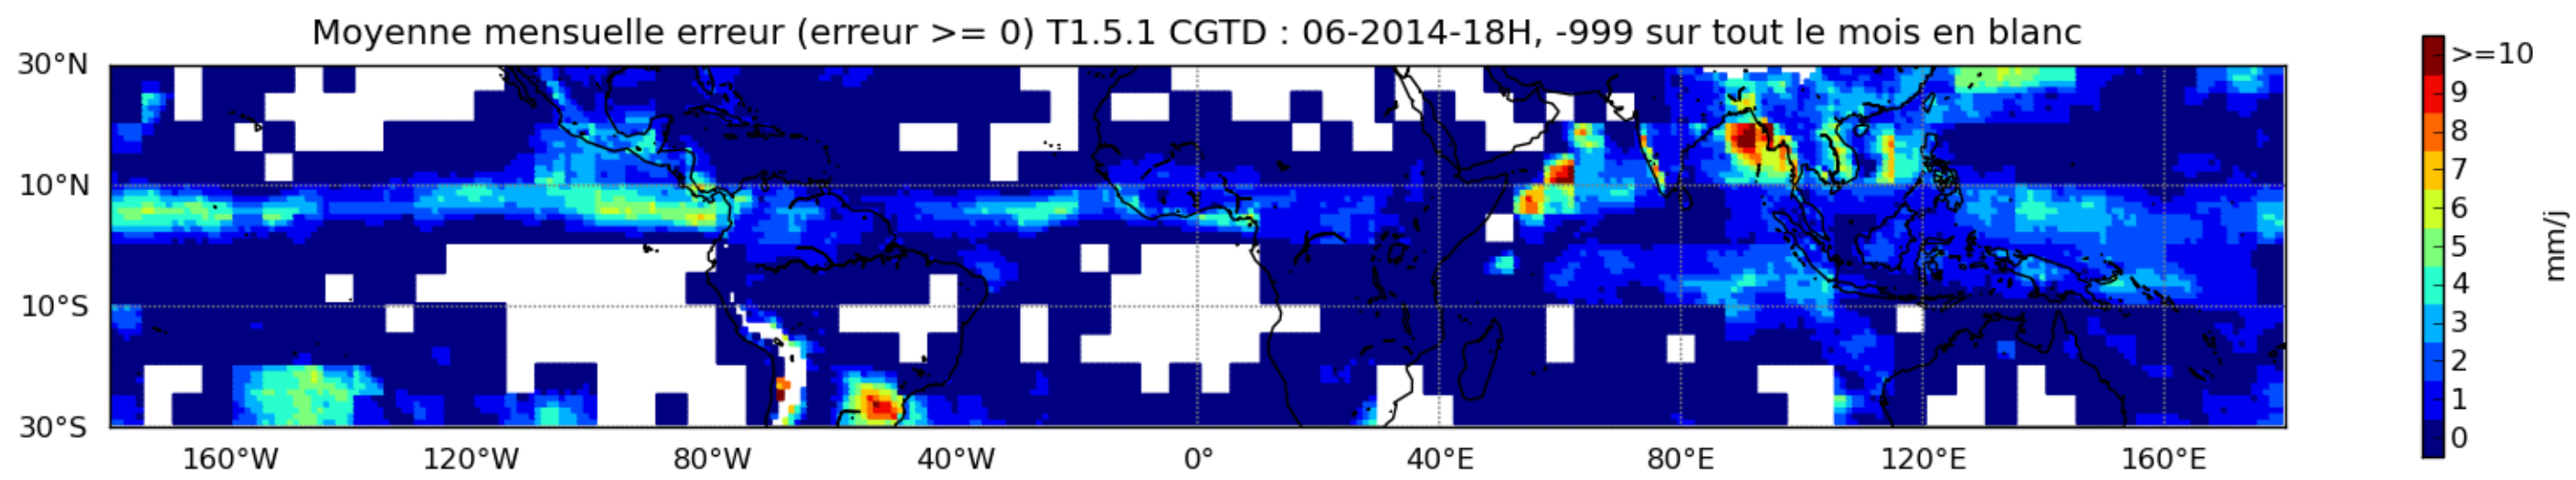 Moyenne mensuelle erreur (erreur >= 0) T1.5.1 CGTD : 06-2014-18H, -999 sur tout le mois en blanc
30°N
10°N
10°S
30°S
160°W 120°W 80°W 40°W 0° 40°E 80°E 120°E 160°E
>=10
9
8
7
6
5
4
3
2
1
0
mm/j